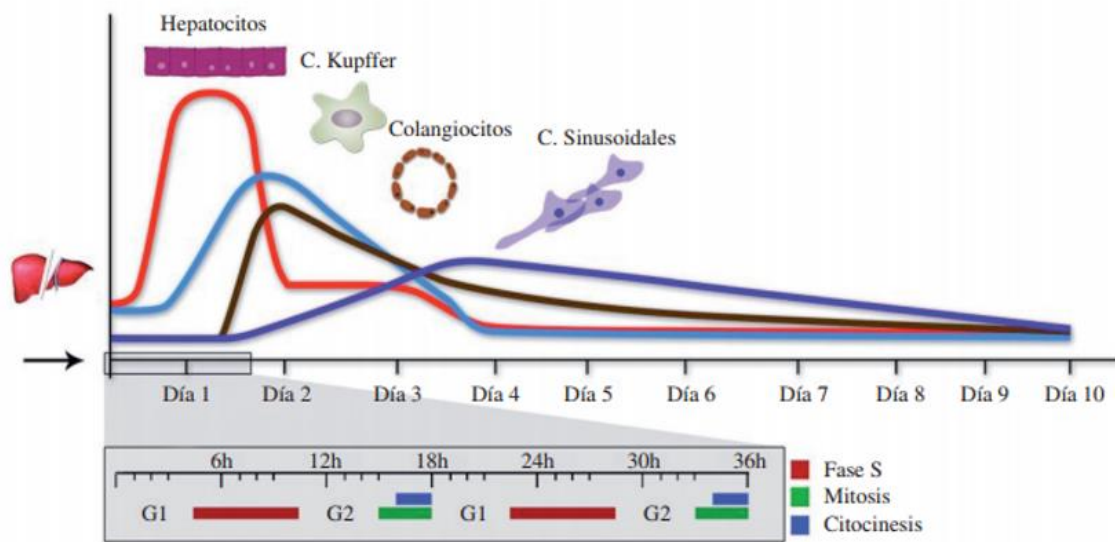 Hepatocitos
C. Kupffer
Colangiocitos
C. Sinusoidales
Día 1 Día 2 Día 3 Día 4 Día 5 Día 6 Día 7 Día 8 Día 9 Día 10
6h 12h 18h 24h 30h 36h
G1 G2 G1 G2
Fase S
Mitosis
Citocinesis